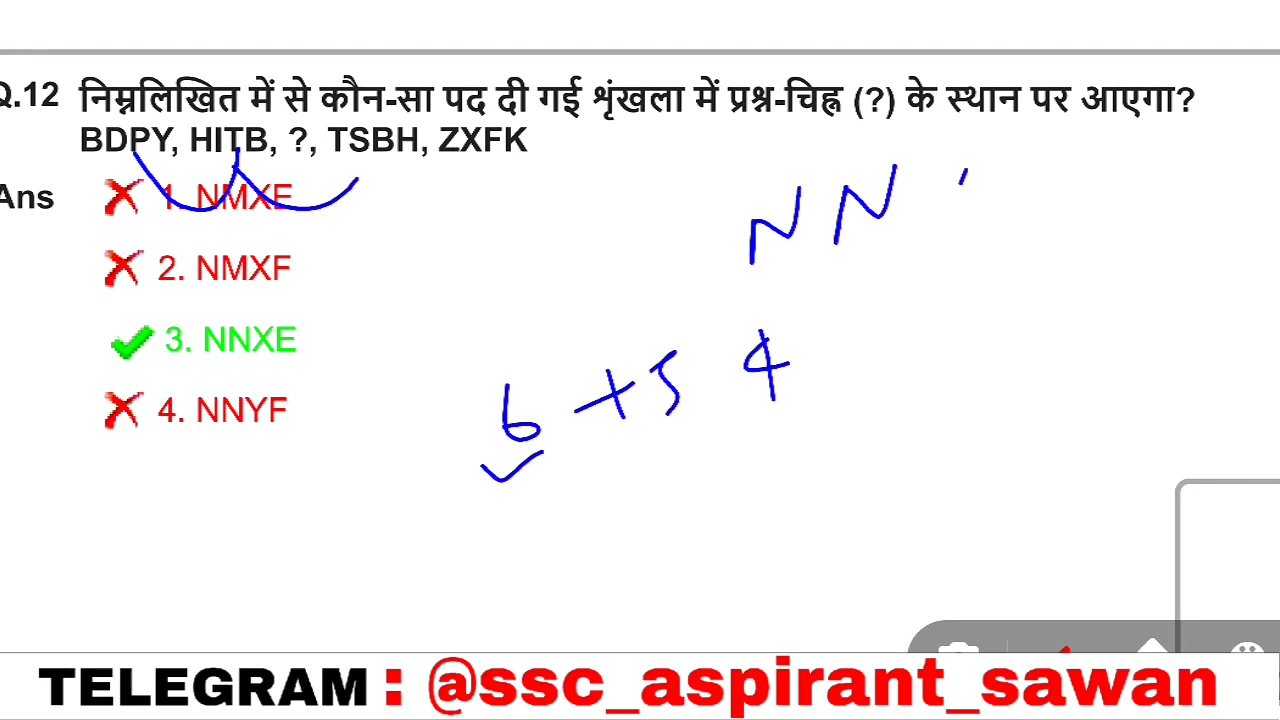 Q.12 निम्नलिखित में से कौन-सा पद दी गई शृंखला में प्रश्न-चिह्न (?) के स्थान पर आएगा?
BDPY, HITB, ?, TSBH, ZXFK
Ans 1. NMXE
2. NMXF
3. NNXE
4. NNYF
N N
6 +5 4
TELEGRAM : @ssc_aspirant_sawan